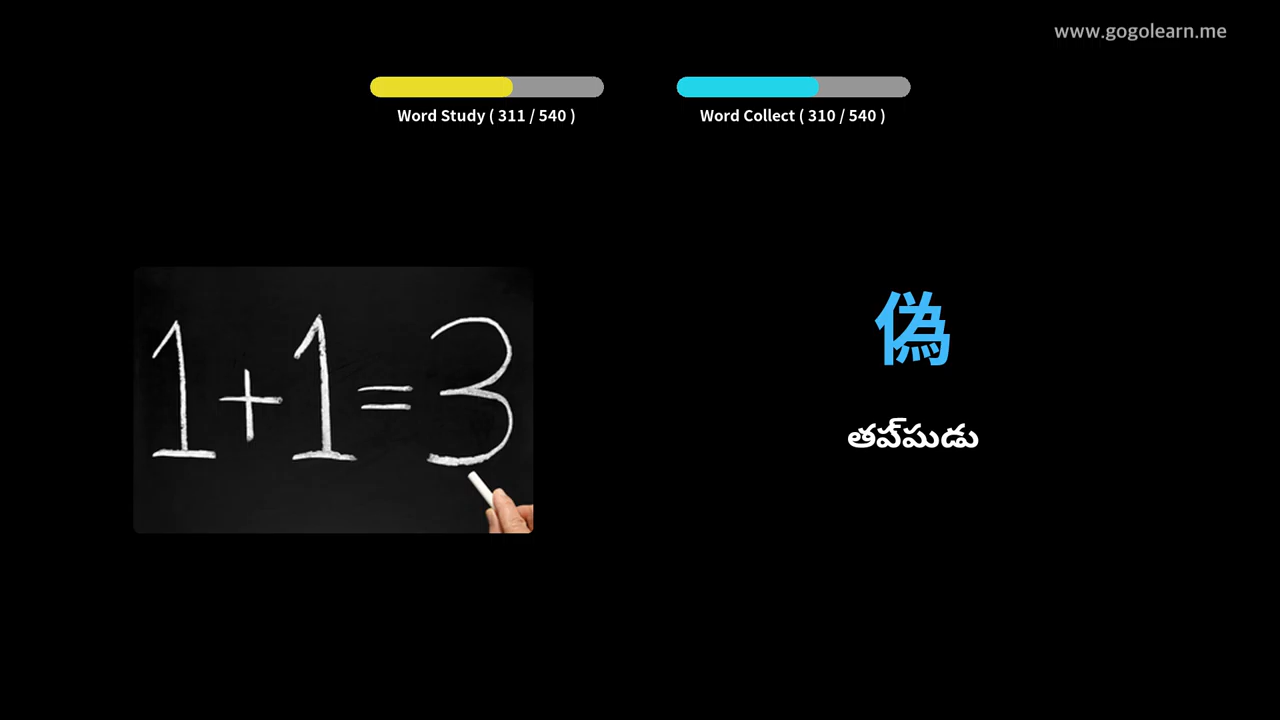 www.gogolearn.me
Word Study ( 311 / 540 )
Word Collect ( 310 / 540 )
1+1=3
偽
తప్పుడు